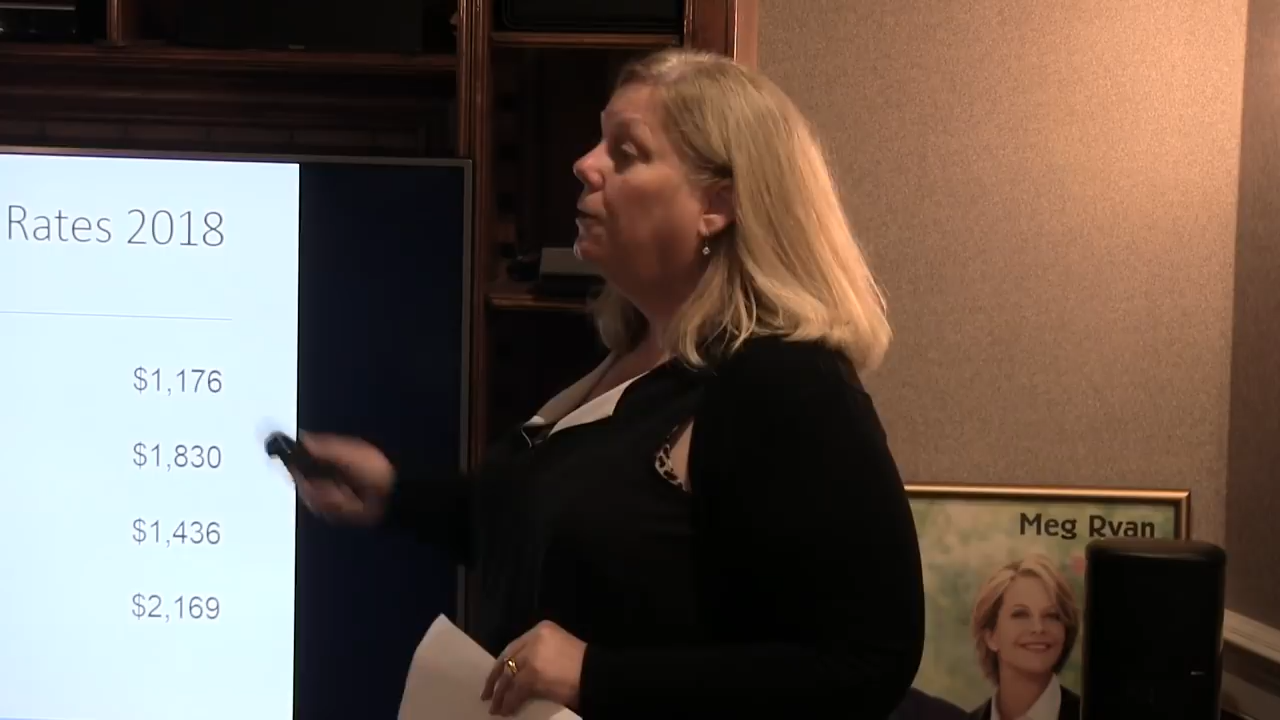 Rates 2018
$1,176
$1,830
$1,436
$2,169
Meg Ryan